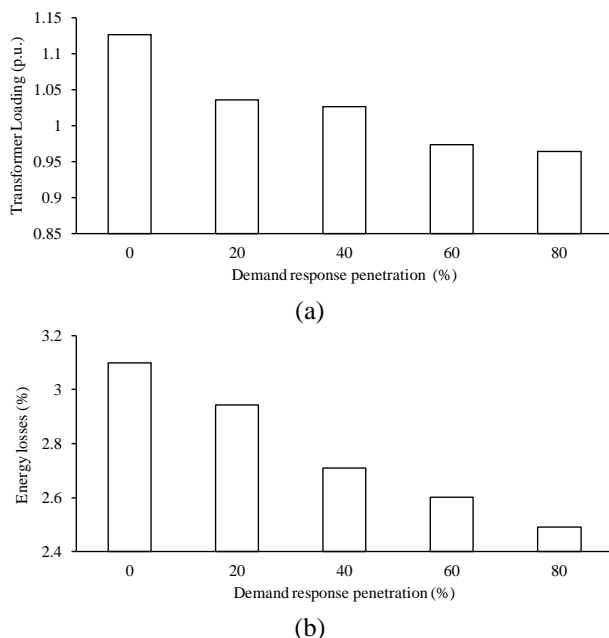 1.15
1.1
1.05
1
0.95
0.9
0.85
Transformer Loading (p.u.)
0 20 40 60 80
Demand response penetration (%)
(a)
3.2
3
2.8
2.6
2.4
Energy losses (%)
0 20 40 60 80
Demand response penetration (%)
(b)